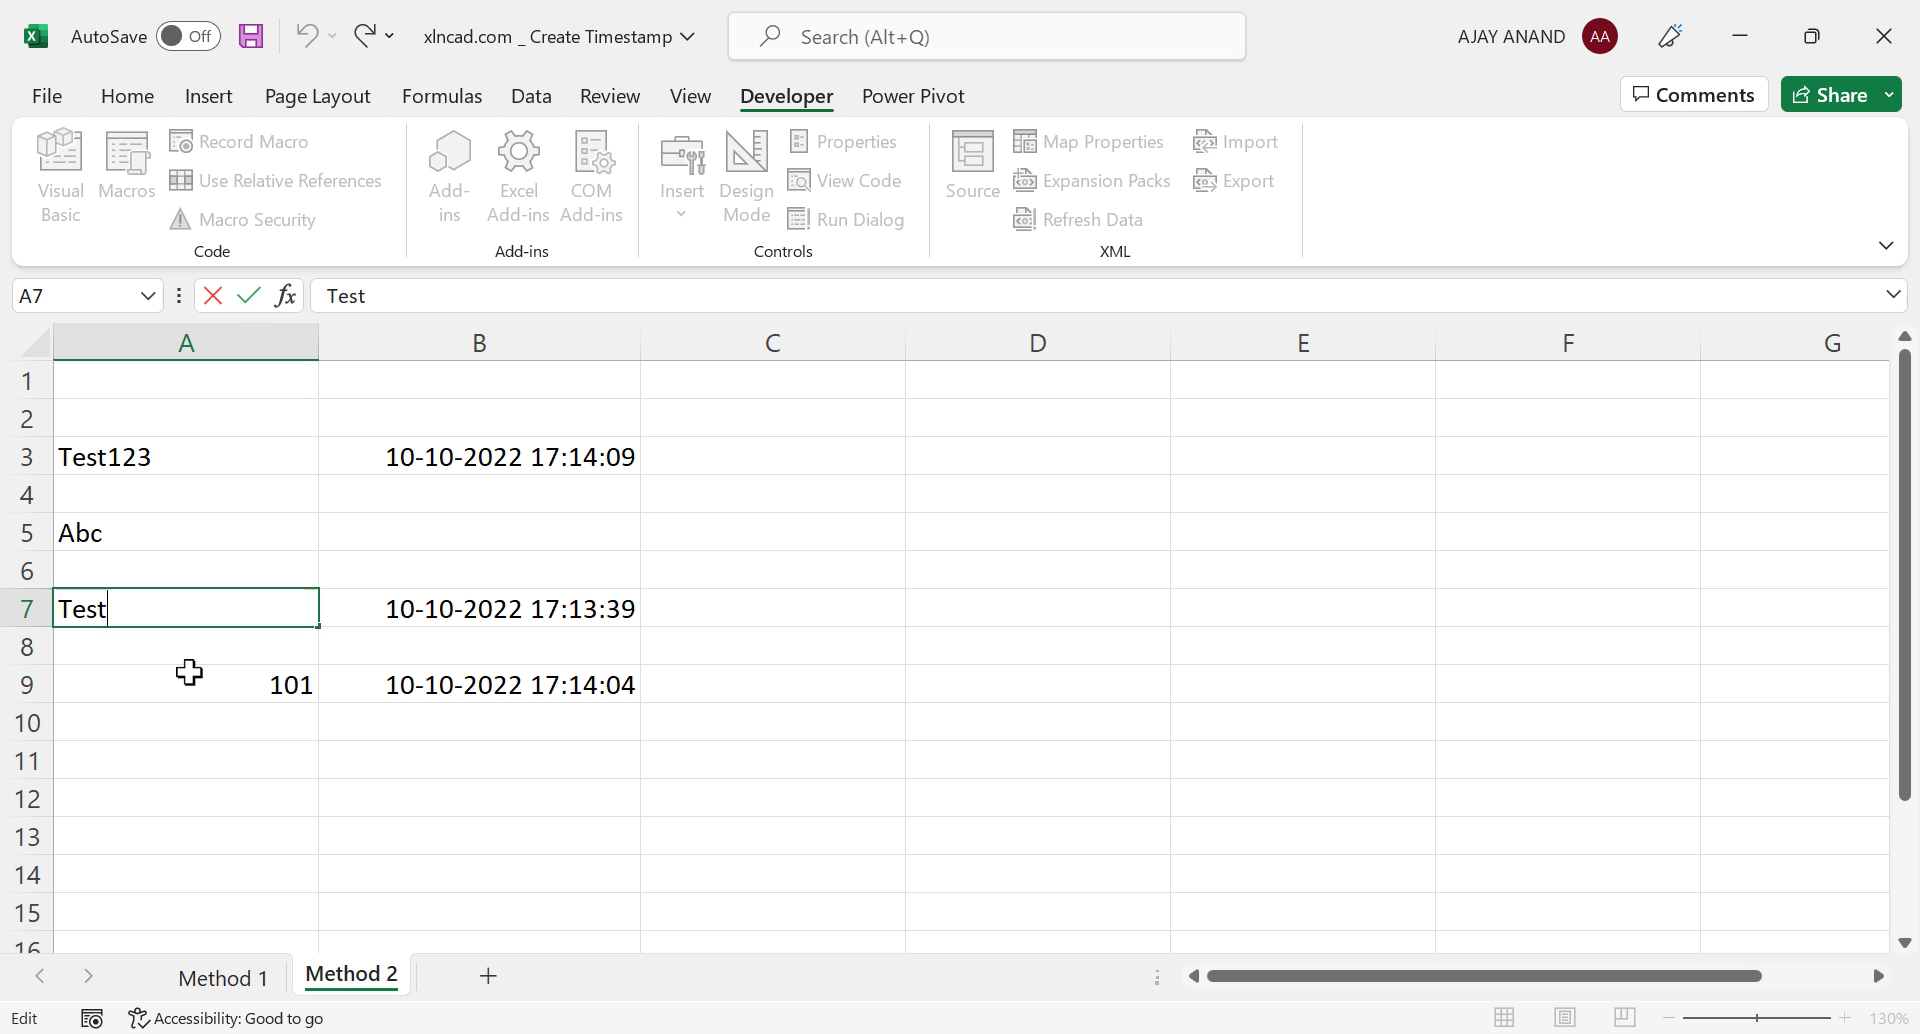 AutoSave Off xlncad.com _ Create Timestamp Search (Alt+Q) AJAY ANAND AA
File Home Insert Page Layout Formulas Data Review View Developer Power Pivot Comments Share
Visual Basic
Macros
Record Macro
Use Relative References
Macro Security
Code
Add-ins
Excel Add-ins
COM Add-ins
Add-ins
Insert
Design Mode
Properties
View Code
Run Dialog
Controls
Source
Map Properties
Expansion Packs
Refresh Data
Import
Export
XML
A7 fx Test
A B C D E F G
1
2
3 Test123 10-10-2022 17:14:09
4
5 Abc
6
7 Test 10-10-2022 17:13:39
8
9 101 10-10-2022 17:14:04
10
11
12
13
14
15
16
Method 1 Method 2
Edit Accessibility: Good to go 130%